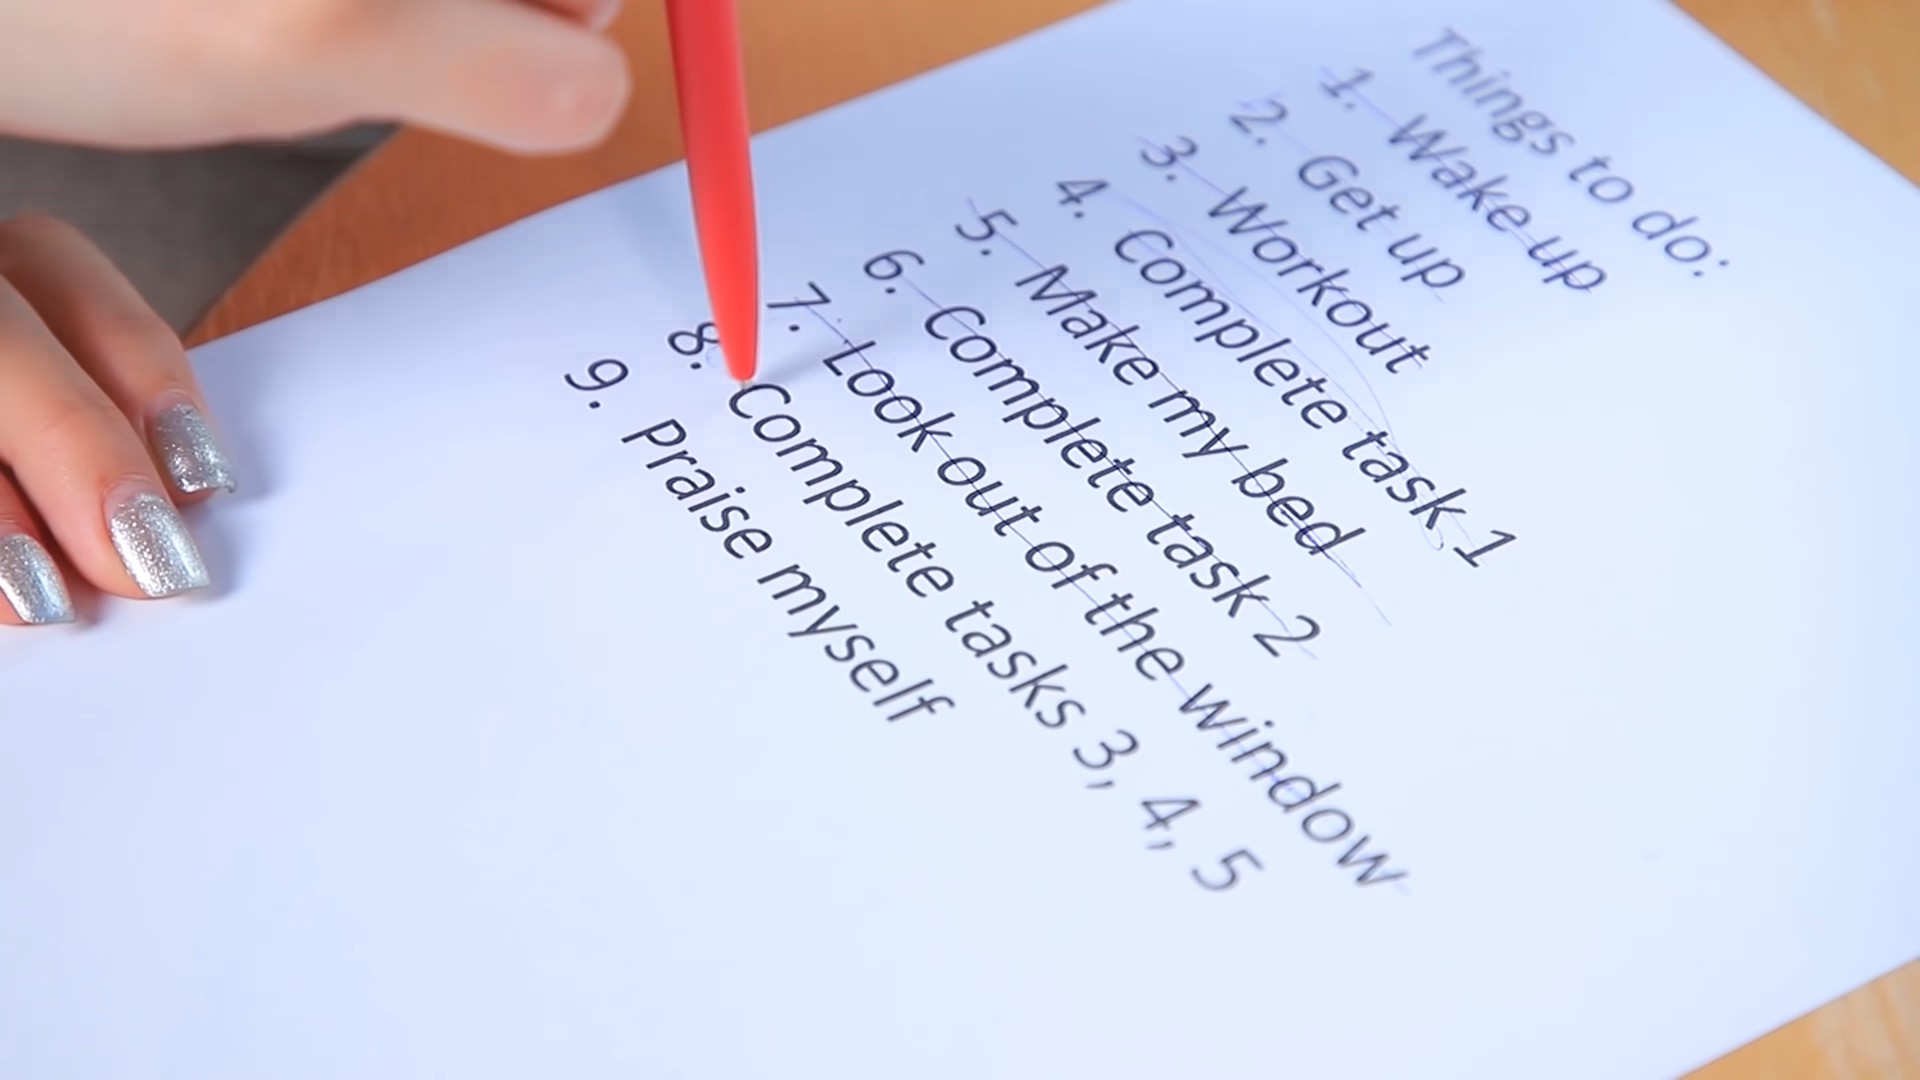 Things to do:
1. Wake up
2. Get up
3. Workout
4. Complete task 1
5. Make my bed
6. Complete task 2
7. Look out of the window
8. Complete tasks 3, 4, 5
9. Praise myself